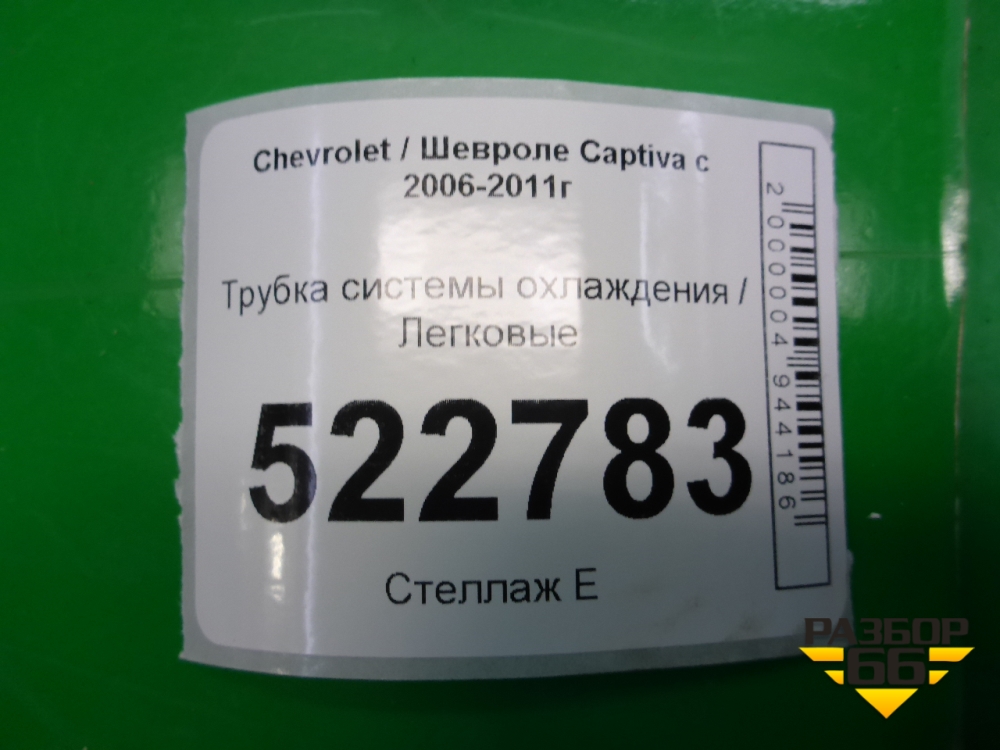 Chevrolet / Шевроле Captiva с
2006-2011г
Трубка системы охлаждения /
Легковые
522783
Стеллаж Е
2000004944186
РАЗБОР
66